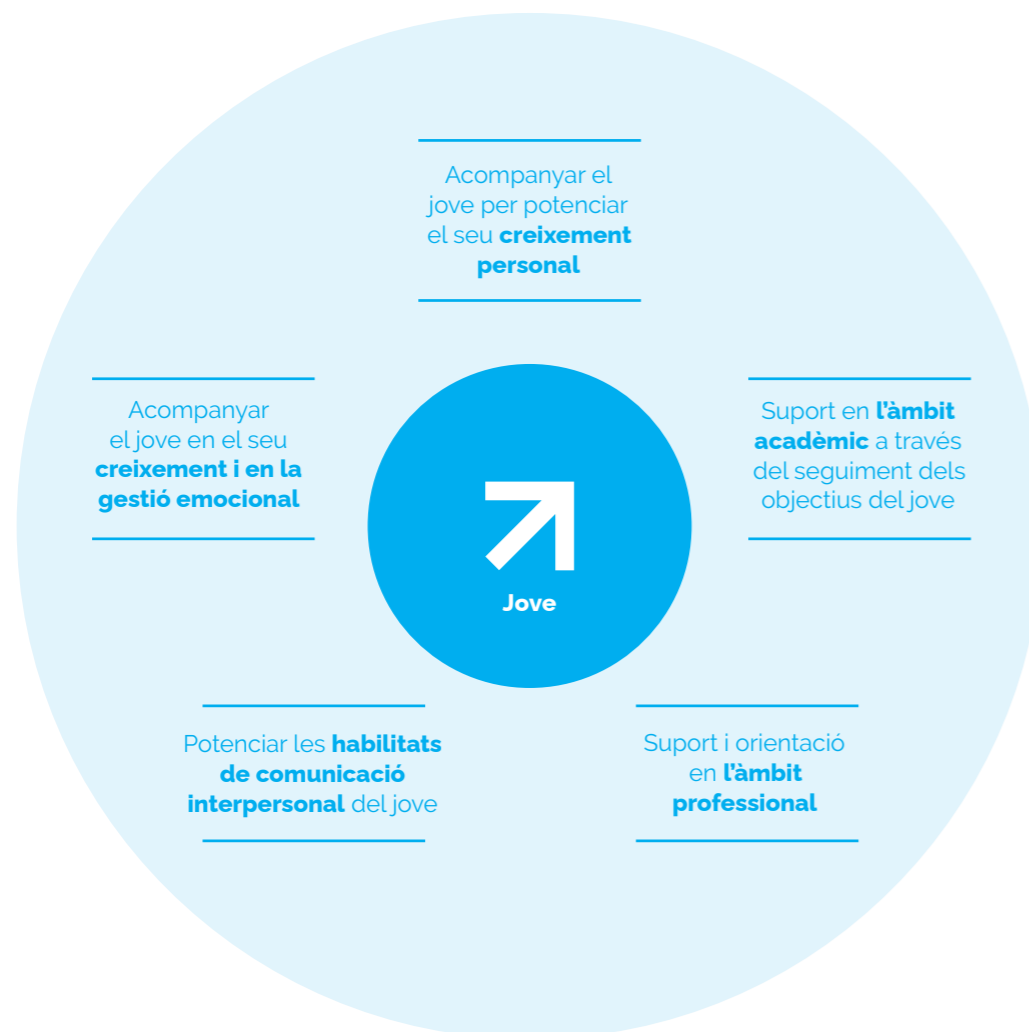 Acompanyar el
jove per potenciar
el seu creixement
personal
Acompanyar
el jove en el seu
creixement i en la
gestió emocional
Suport en l’àmbit
acadèmic a través
del seguiment dels
objectius del jove
Jove
Potenciar les habilitats
de comunicació
interpersonal del jove
Suport i orientació
en l’àmbit
professional